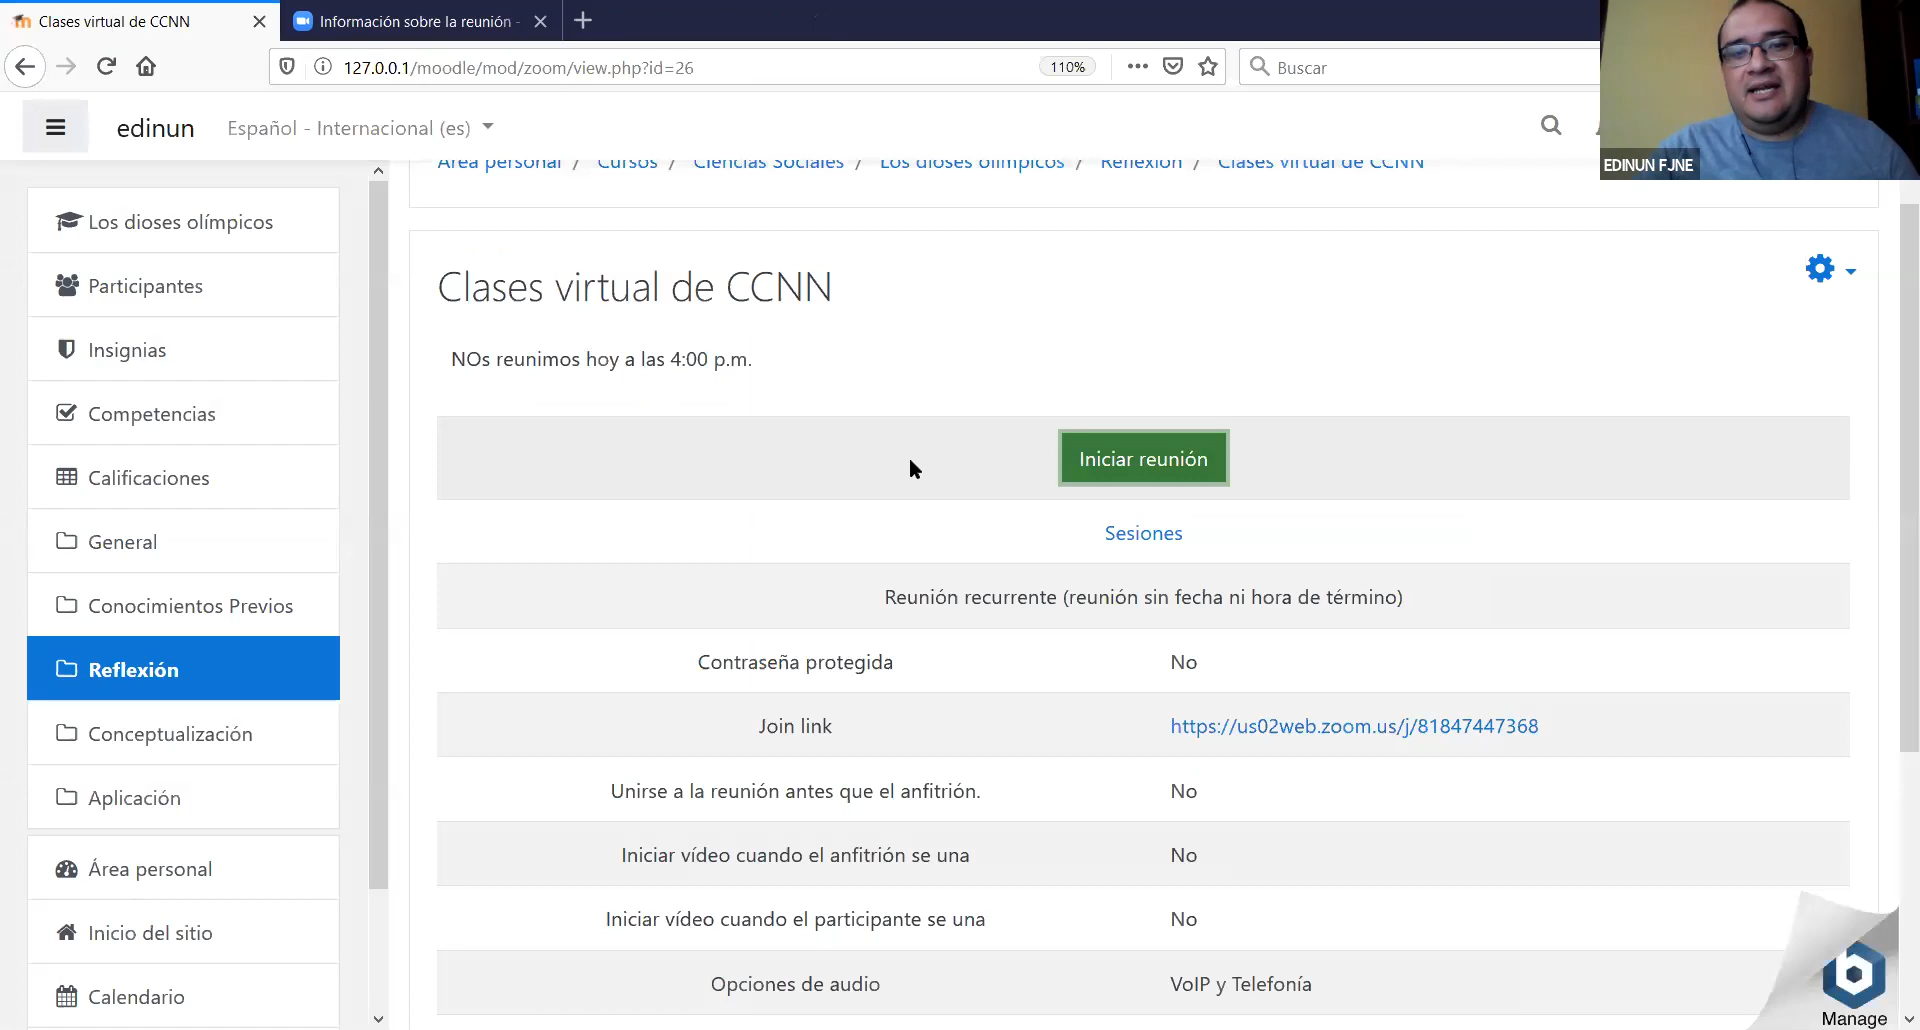 Clases virtual de CCNN
Información sobre la reunión -
127.0.0.1/moodle/mod/zoom/view.php?id=26
110%
Buscar
edinun
Español - Internacional (es)
EDINUN FJNE
Área personal / Cursos / Ciencias Sociales / Los dioses olímpicos / Reflexión / Clases virtual de CCNN
Los dioses olímpicos
Participantes
Insignias
Competencias
Calificaciones
General
Conocimientos Previos
Reflexión
Conceptualización
Aplicación
Área personal
Inicio del sitio
Calendario
Clases virtual de CCNN
NOs reunimos hoy a las 4:00 p.m.
Iniciar reunión
Sesiones
Reunión recurrente (reunión sin fecha ni hora de término)
Contraseña protegida No
Join link https://us02web.zoom.us/j/81847447368
Unirse a la reunión antes que el anfitrión. No
Iniciar vídeo cuando el anfitrión se una No
Iniciar vídeo cuando el participante se una No
Opciones de audio VoIP y Telefonía
b
Manage